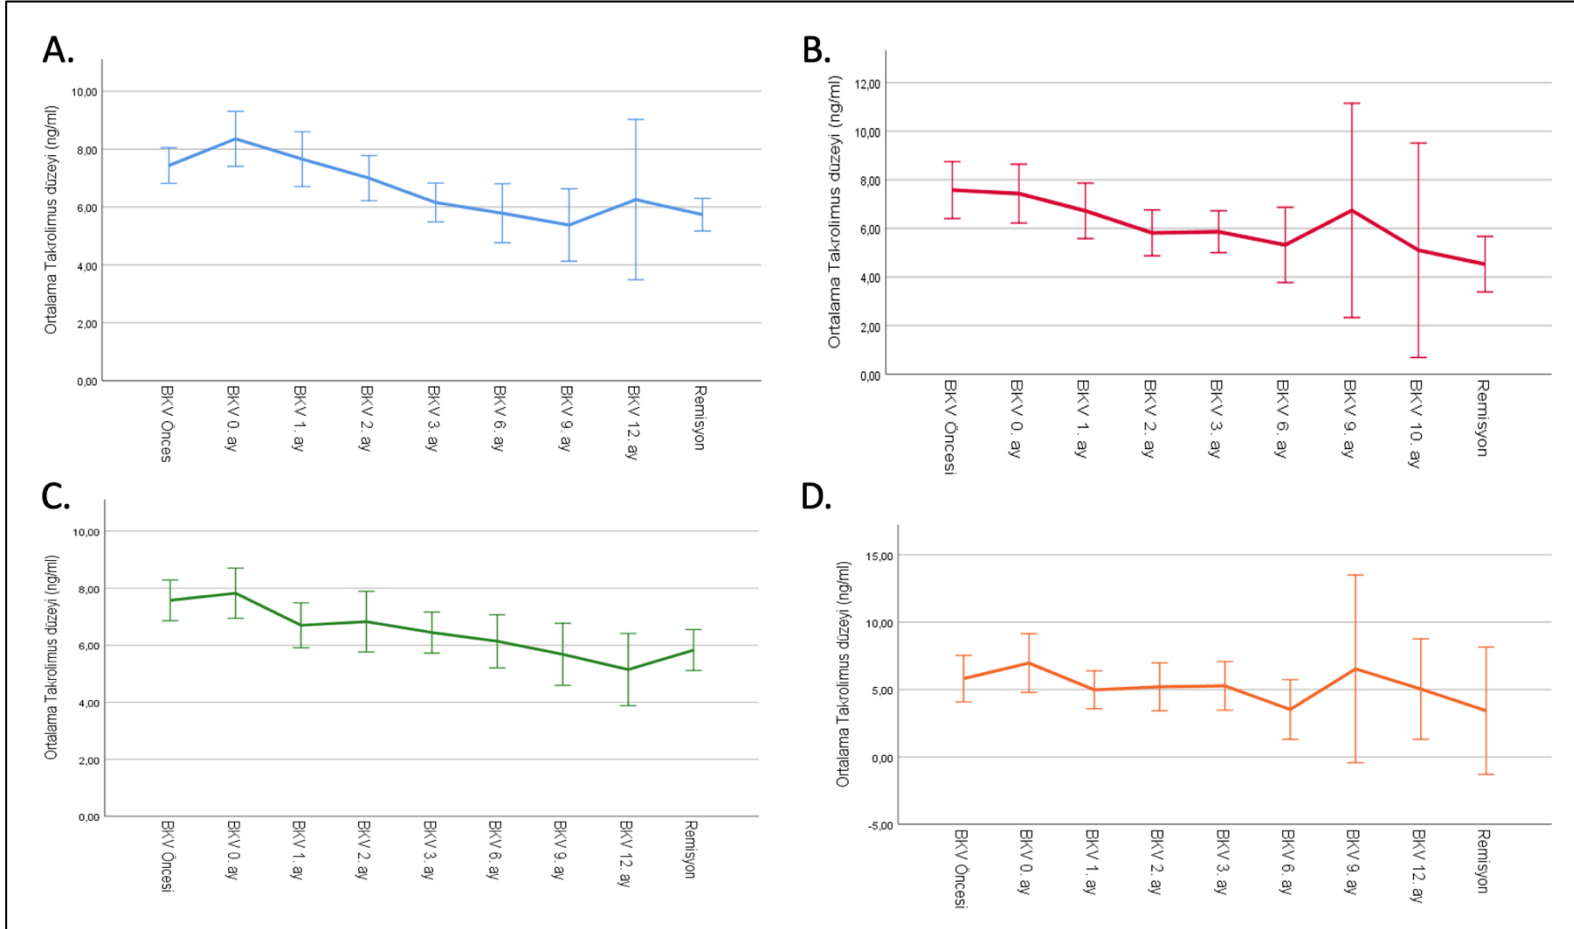 A.
Ortalama Takrolimus düzeyi (ng/ml)
10,00
8,00
6,00
4,00
2,00
0,00
BKV Önces
BKV 0. ay
BKV 1. ay
BKV 2. ay
BKV 3. ay
BKV 6. ay
BKV 9. ay
BKV 12. ay
Remisyon
B.
Ortalama Takrolimus düzeyi (ng/ml)
12,00
10,00
8,00
6,00
4,00
2,00
0,00
BKV Öncesi
BKV 0. ay
BKV 1. ay
BKV 2. ay
BKV 3. ay
BKV 6. ay
BKV 9. ay
BKV 10. ay
Remisyon
C.
Ortalama Takrolimus düzeyi (ng/ml)
10,00
8,00
6,00
4,00
2,00
0,00
BKV Öncesi
BKV 0. ay
BKV 1. ay
BKV 2. ay
BKV 3. ay
BKV 6. ay
BKV 9. ay
BKV 12. ay
Remisyon
D.
Ortalama Takrolimus düzeyi (ng/ml)
15,00
10,00
5,00
0,00
-5,00
BKV Öncesi
BKV 0. ay
BKV 1. ay
BKV 2. ay
BKV 3. ay
BKV 6. ay
BKV 9. ay
BKV 12. ay
Remisyon